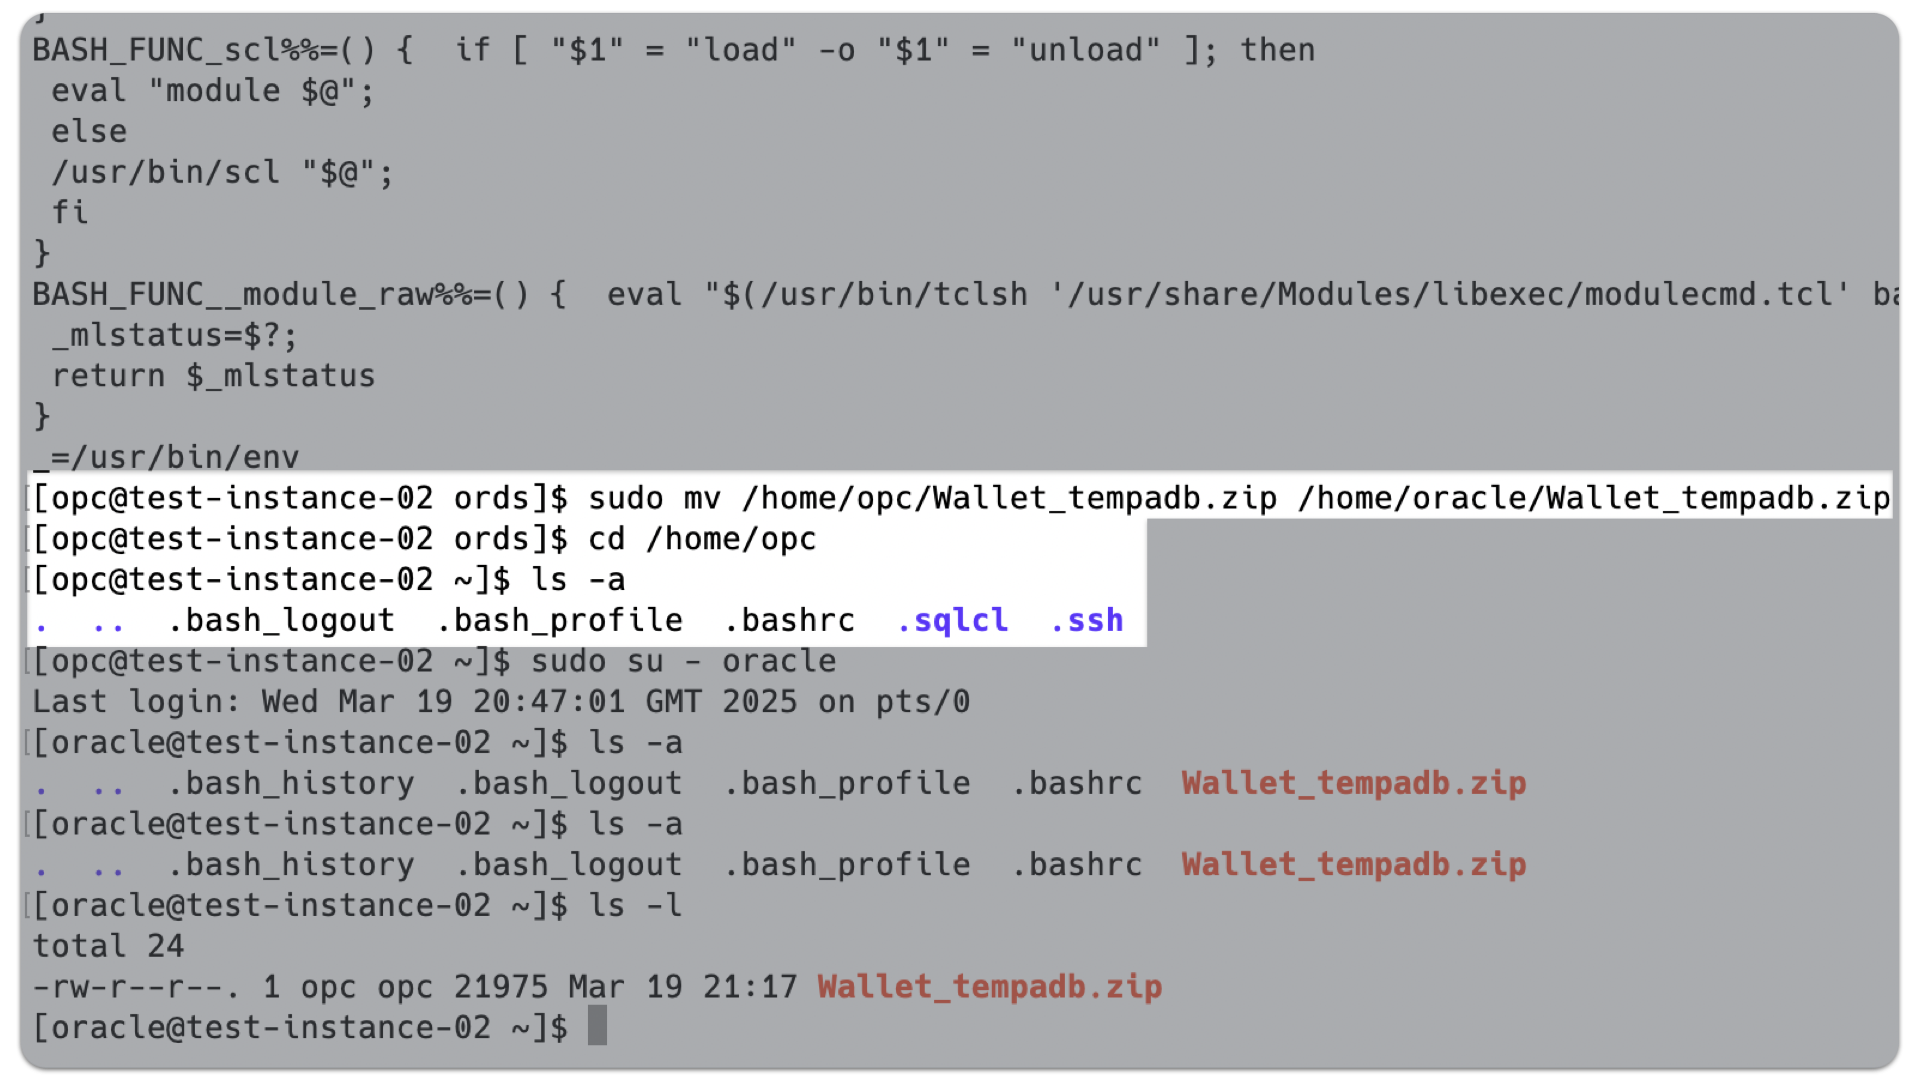 }
BASH_FUNC_scl%%=() {  if [ "$1" = "load" -o "$1" = "unload" ]; then
 eval "module $@";
 else
 /usr/bin/scl "$@";
 fi
}
BASH_FUNC__module_raw%%=() {  eval "$(/usr/bin/tclsh '/usr/share/Modules/libexec/modulecmd.tcl' ba
 _mlstatus=$?;
 return $_mlstatus
}
_=/usr/bin/env
[[opc@test-instance-02 ords]$ sudo mv /home/opc/Wallet_tempadb.zip /home/oracle/Wallet_tempadb.zip
[[opc@test-instance-02 ords]$ cd /home/opc
[[opc@test-instance-02 ~]$ ls -a
.  ..  .bash_logout  .bash_profile  .bashrc  .sqlcl  .ssh
[[opc@test-instance-02 ~]$ sudo su - oracle
Last login: Wed Mar 19 20:47:01 GMT 2025 on pts/0
[[oracle@test-instance-02 ~]$ ls -a
.  ..  .bash_history  .bash_logout  .bash_profile  .bashrc  Wallet_tempadb.zip
[[oracle@test-instance-02 ~]$ ls -a
.  ..  .bash_history  .bash_logout  .bash_profile  .bashrc  Wallet_tempadb.zip
[[oracle@test-instance-02 ~]$ ls -l
total 24
-rw-r--r--. 1 opc opc 21975 Mar 19 21:17 Wallet_tempadb.zip
[oracle@test-instance-02 ~]$